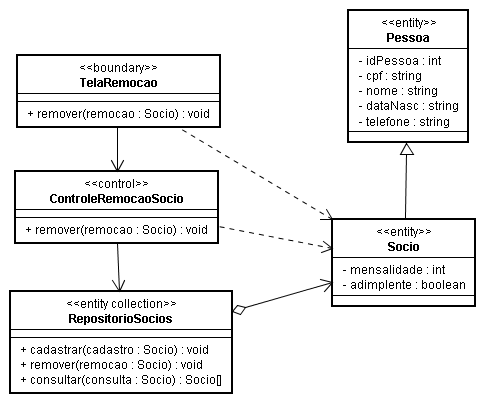 <<entity>>
Pessoa
- idPessoa : int
- cpf : string
- nome : string
- dataNasc : string
- telefone : string
<<boundary>>
TelaRemocao
+ remover(remocao : Socio) : void
<<control>>
ControleRemocaoSocio
+ remover(remocao : Socio) : void
<<entity>>
Socio
- mensalidade : int
- adimplente : boolean
<<entity collection>>
RepositorioSocios
+ cadastrar(cadastro : Socio) : void
+ remover(remocao : Socio) : void
+ consultar(consulta : Socio) : Socio[]